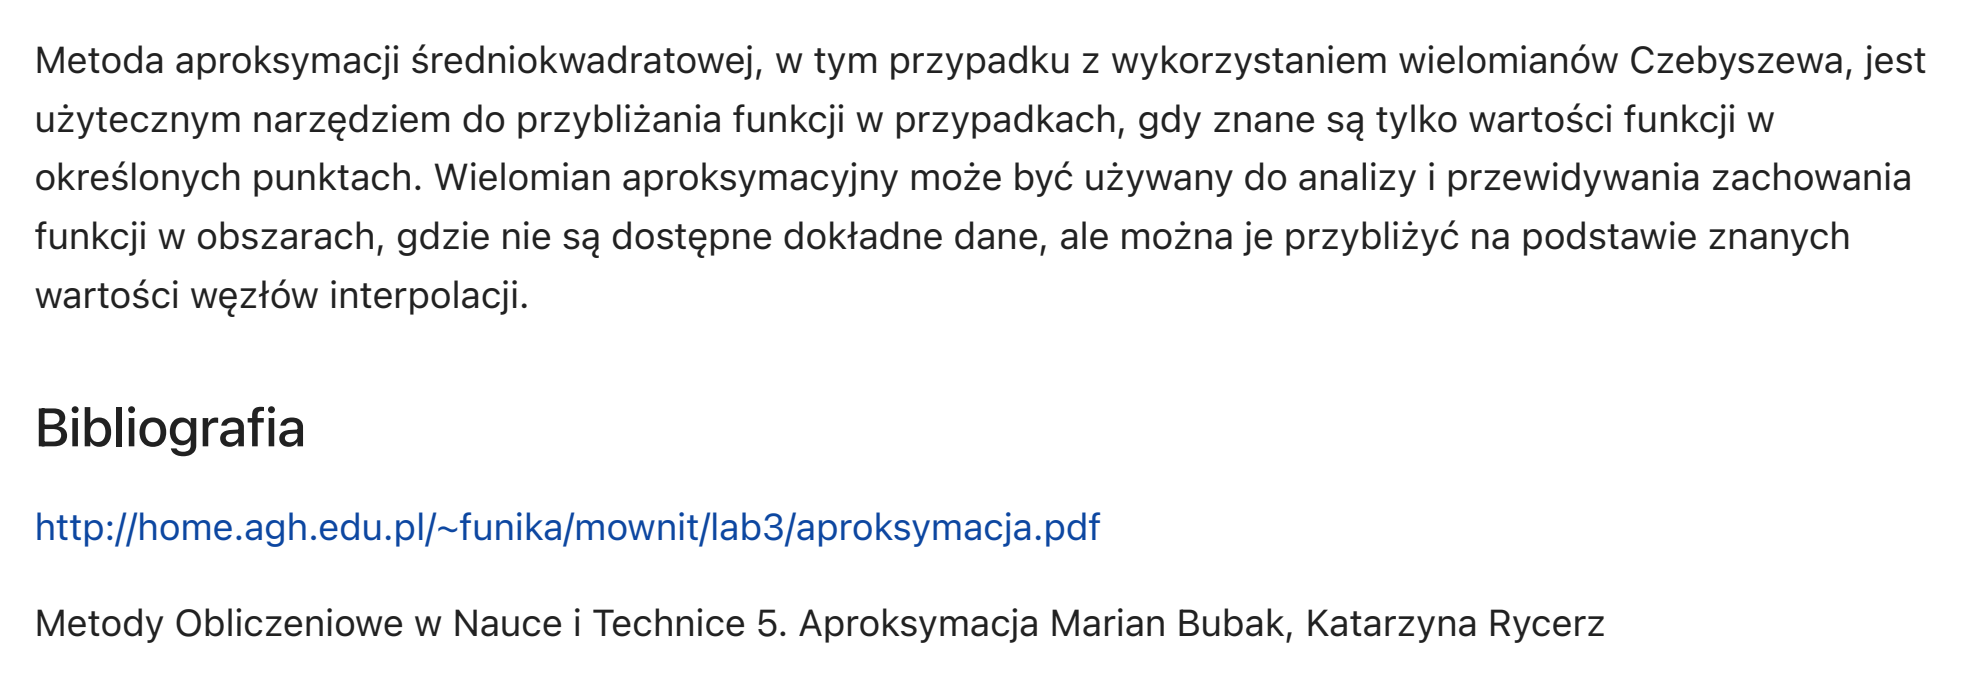 Metoda aproksymacji średniokwadratowej, w tym przypadku z wykorzystaniem wielomianów Czebyszewa, jest
użytecznym narzędziem do przybliżania funkcji w przypadkach, gdy znane są tylko wartości funkcji w
określonych punktach. Wielomian aproksymacyjny może być używany do analizy i przewidywania zachowania
funkcji w obszarach, gdzie nie są dostępne dokładne dane, ale można je przybliżyć na podstawie znanych
wartości węzłów interpolacji.
Bibliografia
http://home.agh.edu.pl/~funika/mownit/lab3/aproksymacja.pdf
Metody Obliczeniowe w Nauce i Technice 5. Aproksymacja Marian Bubak, Katarzyna Rycerz